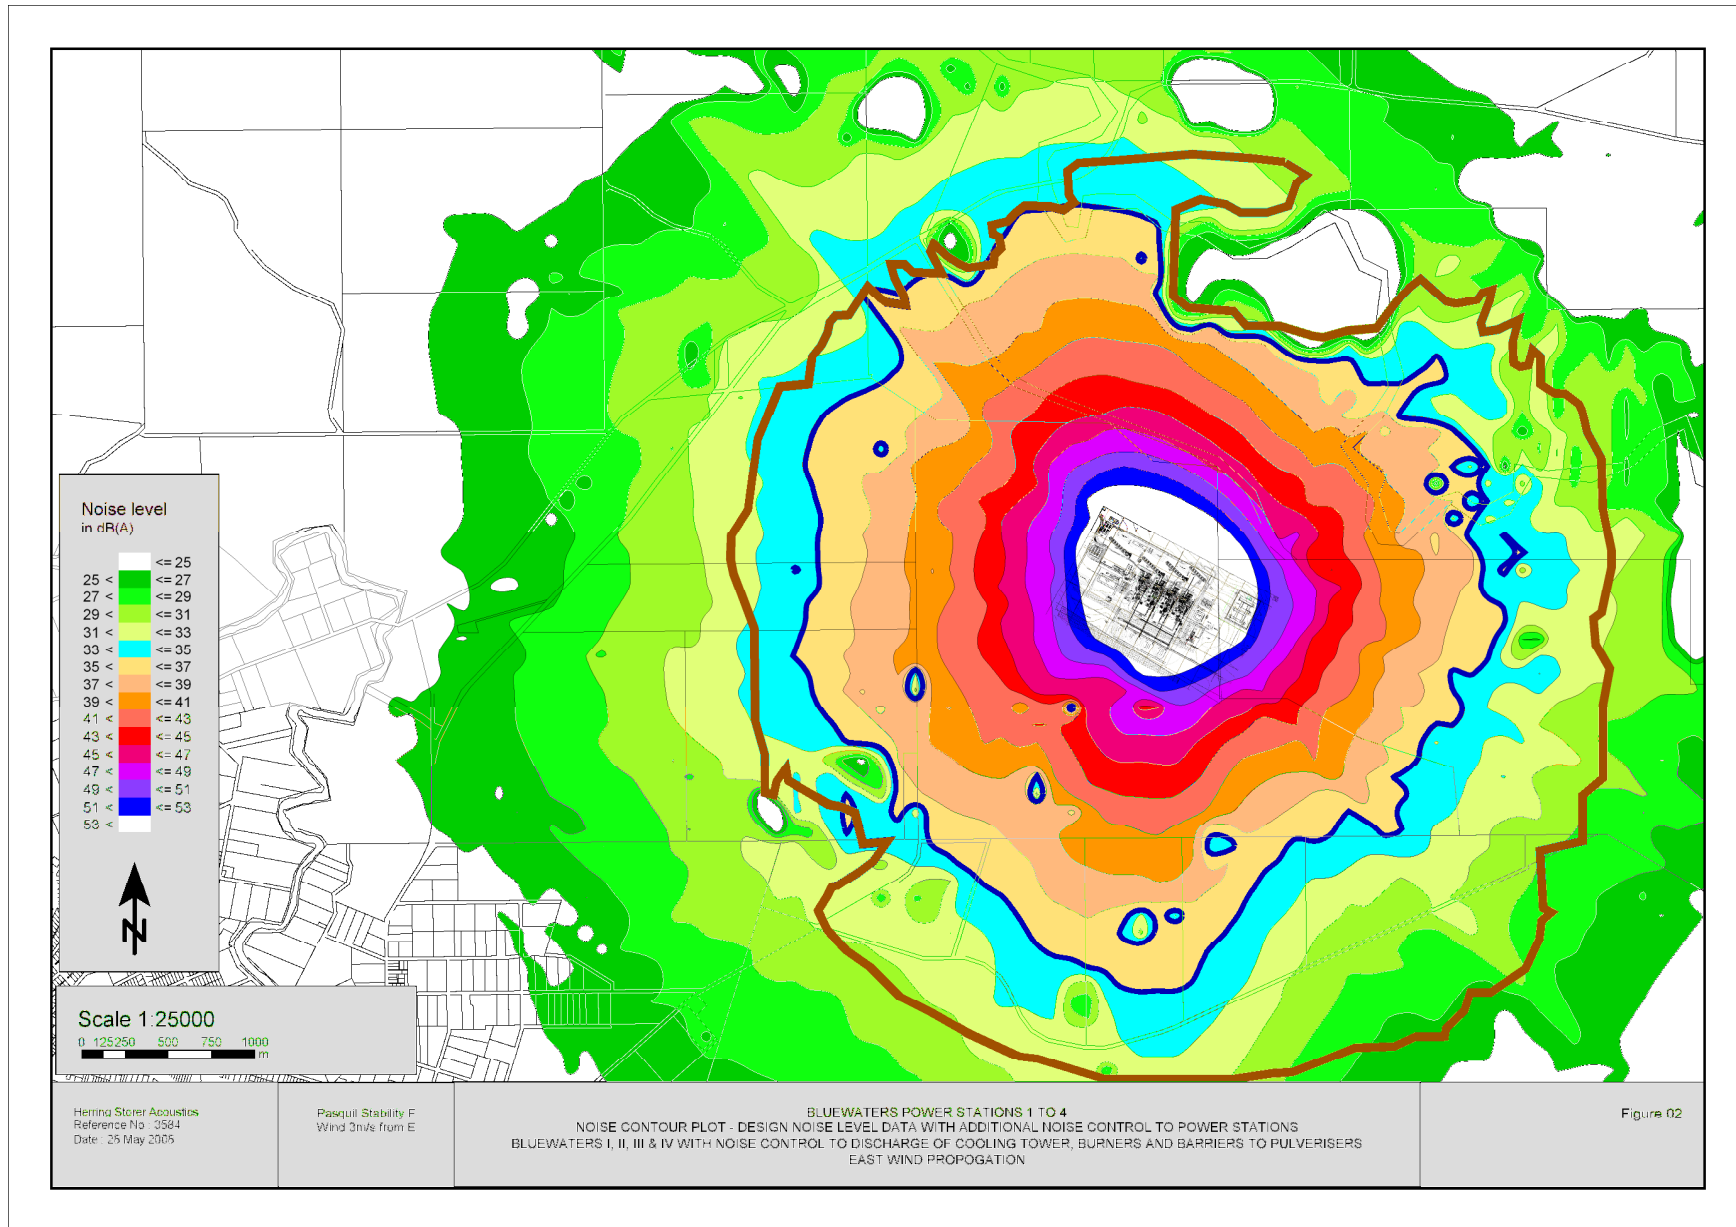 Noise level
in dB(A)
<= 25
25 < <= 27
27 < <= 29
29 < <= 31
31 < <= 33
33 < <= 35
35 < <= 37
37 < <= 39
39 < <= 41
41 < <= 43
43 < <= 45
45 < <= 47
47 < <= 49
49 < <= 51
51 < <= 53
53 <
N
Scale 1:25000
0 125 250 500 750 1000
m
Herring Storer Acoustics
Reference No : 3584
Date : 26 May 2006
Pasquil Stability F
Wind 3m/s from E
BLUEWATERS POWER STATIONS 1 TO 4
NOISE CONTOUR PLOT - DESIGN NOISE LEVEL DATA WITH ADDITIONAL NOISE CONTROL TO POWER STATIONS
BLUEWATERS I, II, III & IV WITH NOISE CONTROL TO DISCHARGE OF COOLING TOWER, BURNERS AND BARRIERS TO PULVERISERS
EAST WIND PROPOGATION
Figure 02